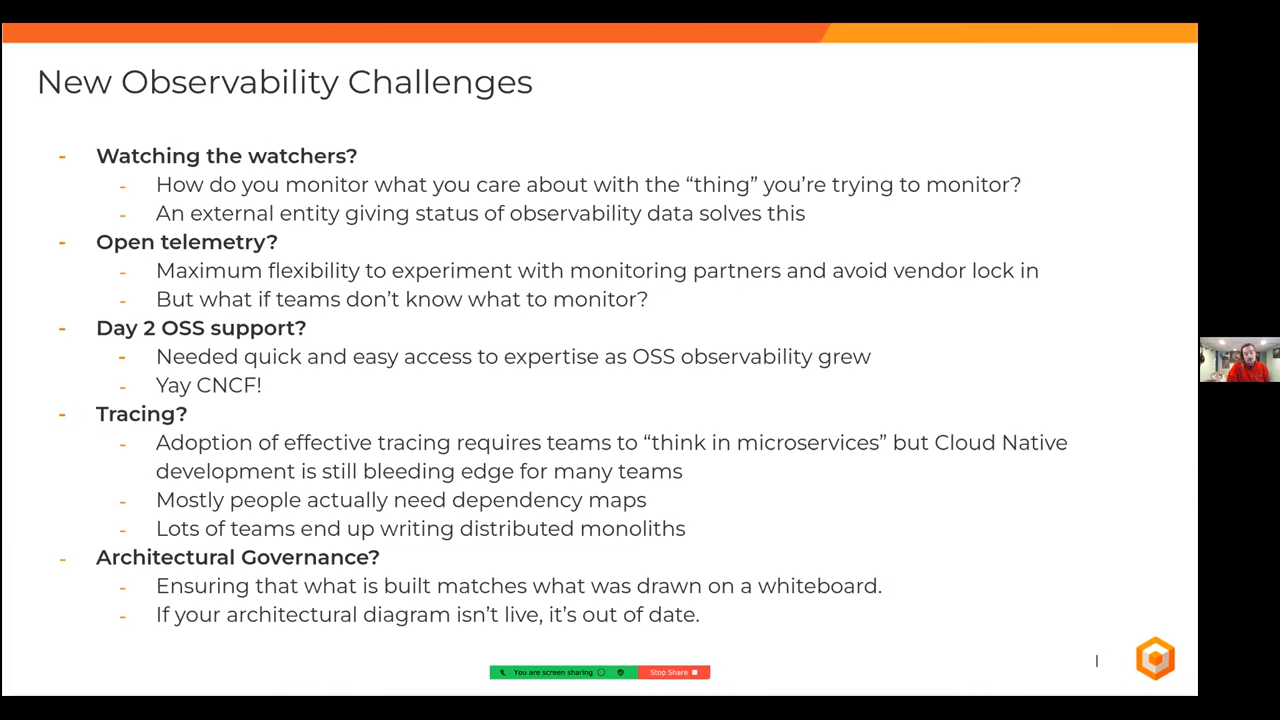 New Observability Challenges
- Watching the watchers?
- How do you monitor what you care about with the “thing” you’re trying to monitor?
- An external entity giving status of observability data solves this
- Open telemetry?
- Maximum flexibility to experiment with monitoring partners and avoid vendor lock in
- But what if teams don’t know what to monitor?
- Day 2 OSS support?
- Needed quick and easy access to expertise as OSS observability grew
- Yay CNCF!
- Tracing?
- Adoption of effective tracing requires teams to “think in microservices” but Cloud Native
development is still bleeding edge for many teams
- Mostly people actually need dependency maps
- Lots of teams end up writing distributed monoliths
- Architectural Governance?
- Ensuring that what is built matches what was drawn on a whiteboard.
- If your architectural diagram isn’t live, it’s out of date.
|
You are screen sharing Stop Share